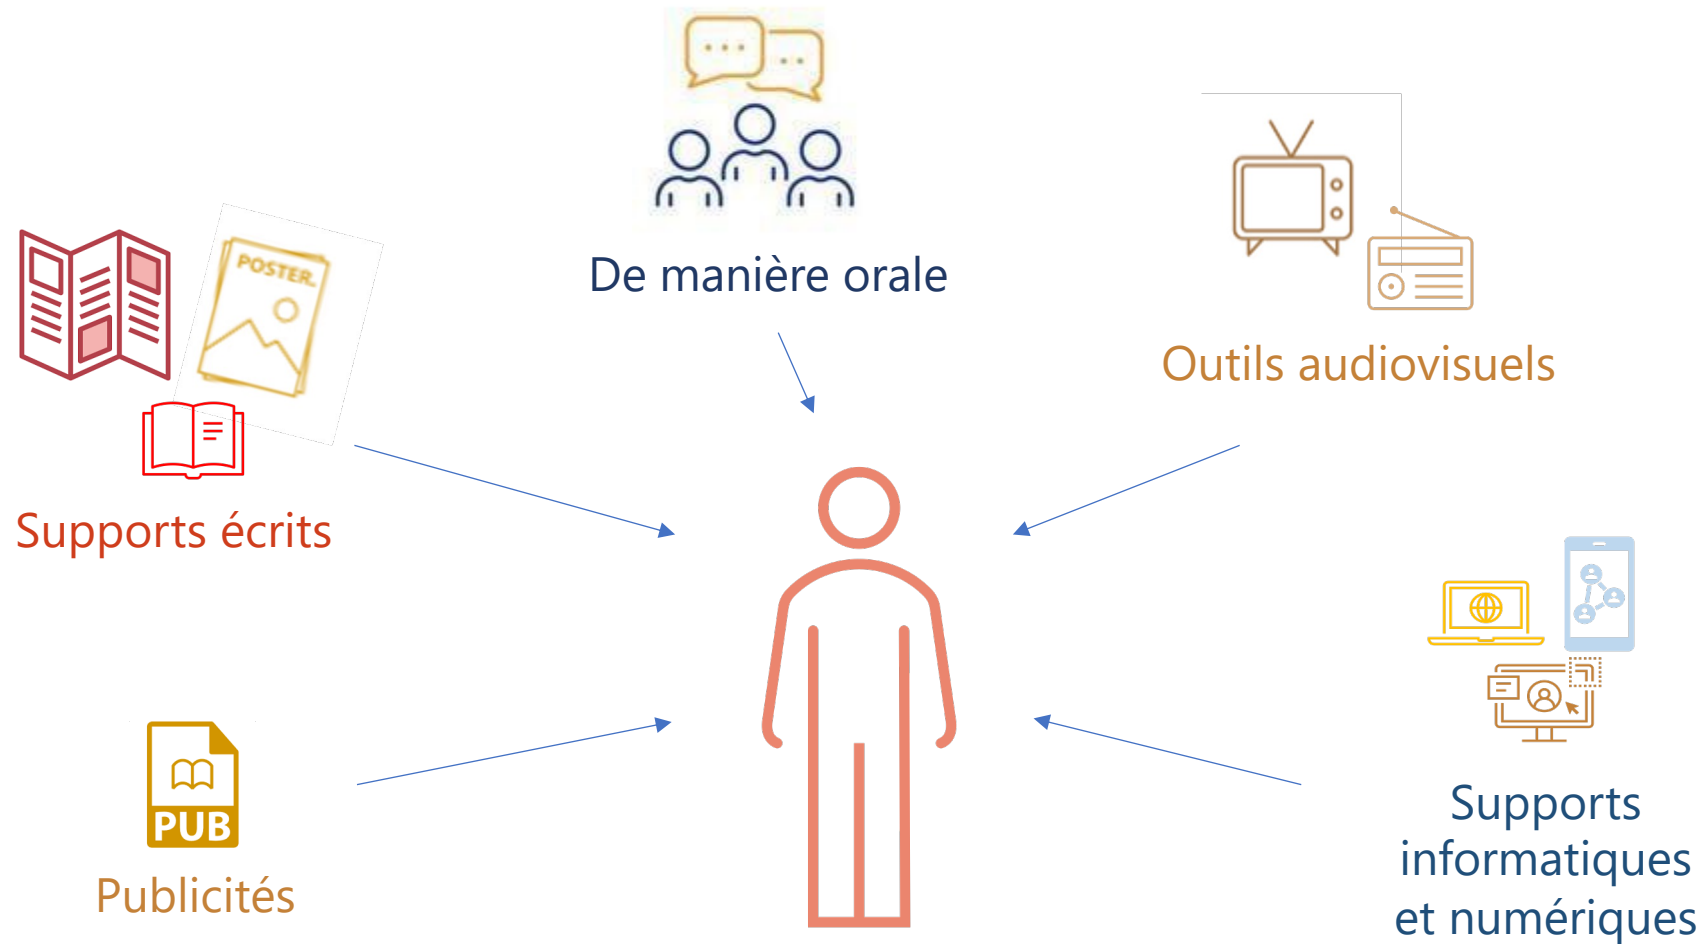 De manière orale
POSTER
Outils audiovisuels
Supports écrits
PUB
Publicités
Supports
informatiques
et numériques